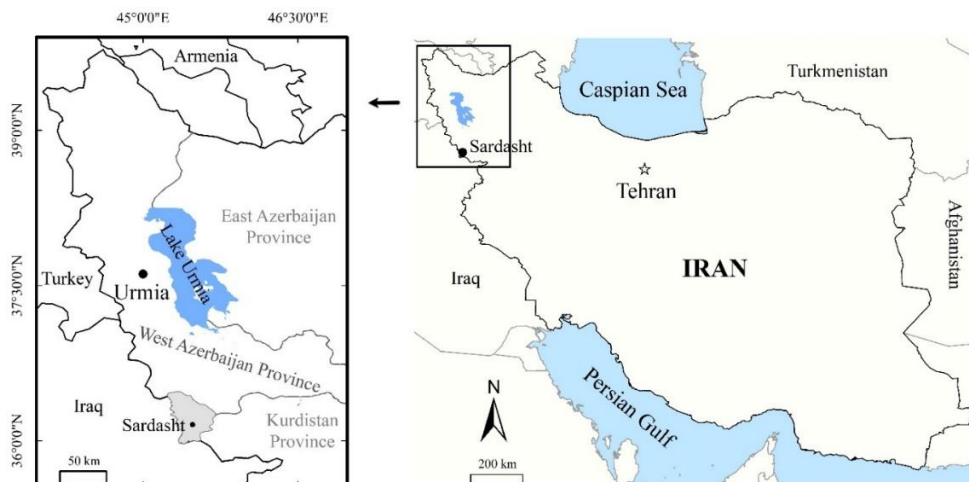 45°0'0"E
46°30'0"E
39°0'0"N
37°30'0"N
36°0'0"N
Armenia
East Azerbaijan
Province
Lake Urmia
Turkey
Urmia
West Azerbaijan Province
Iraq
Sardasht
Kurdistan
Province
50 km
Caspian Sea
Turkmenistan
Sardasht
Tehran
Afghanistan
IRAN
Iraq
Persian Gulf
N
200 km